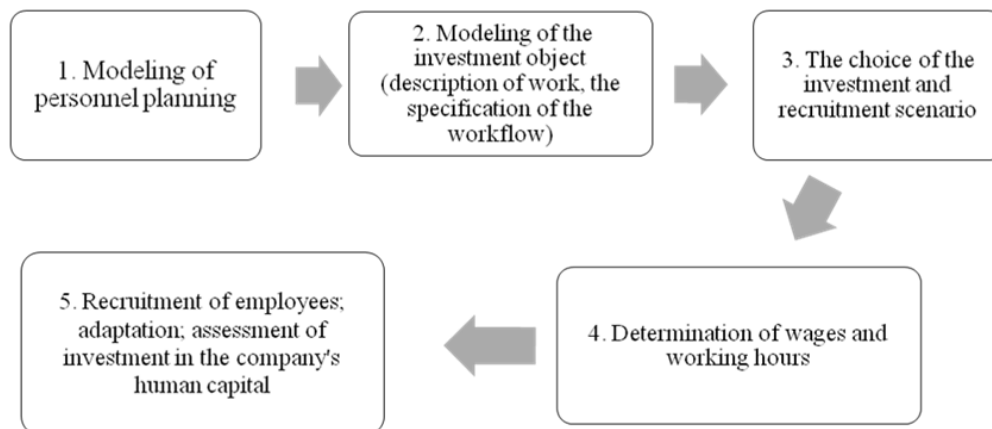 1. Modeling of
personnel planning
2. Modeling of the
investment object
(description of work, the
specification of the
workflow)
3. The choice of the
investment and
recruitment scenario
4. Determination of wages and
working hours
5. Recruitment of employees;
adaptation; assessment of
investment in the company's
human capital